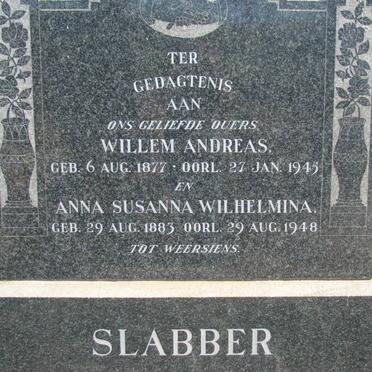 TER
GEDAGTENIS
AAN
ONS GELIEFDE OUERS
WILLEM ANDREAS,
GEB. 6 AUG. 1877 · OORL. 27 JAN. 1945
EN
ANNA SUSANNA WILHELMINA,
GEB. 29 AUG. 1883 OORL. 29 AUG. 1948
TOT WEERSIENS.
SLABBER